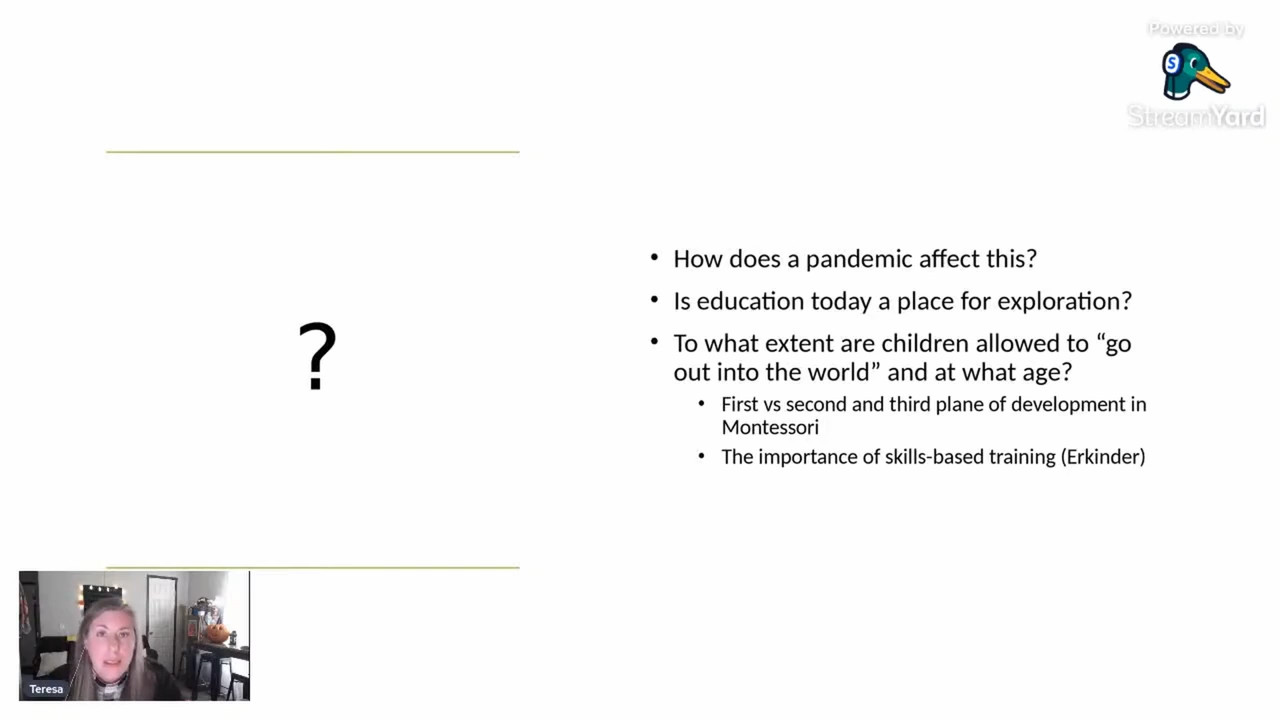 Powered by
StreamYard
?
• How does a pandemic affect this?
• Is education today a place for exploration?
• To what extent are children allowed to “go
out into the world” and at what age?
• First vs second and third plane of development in
Montessori
• The importance of skills-based training (Erkinder)
Teresa